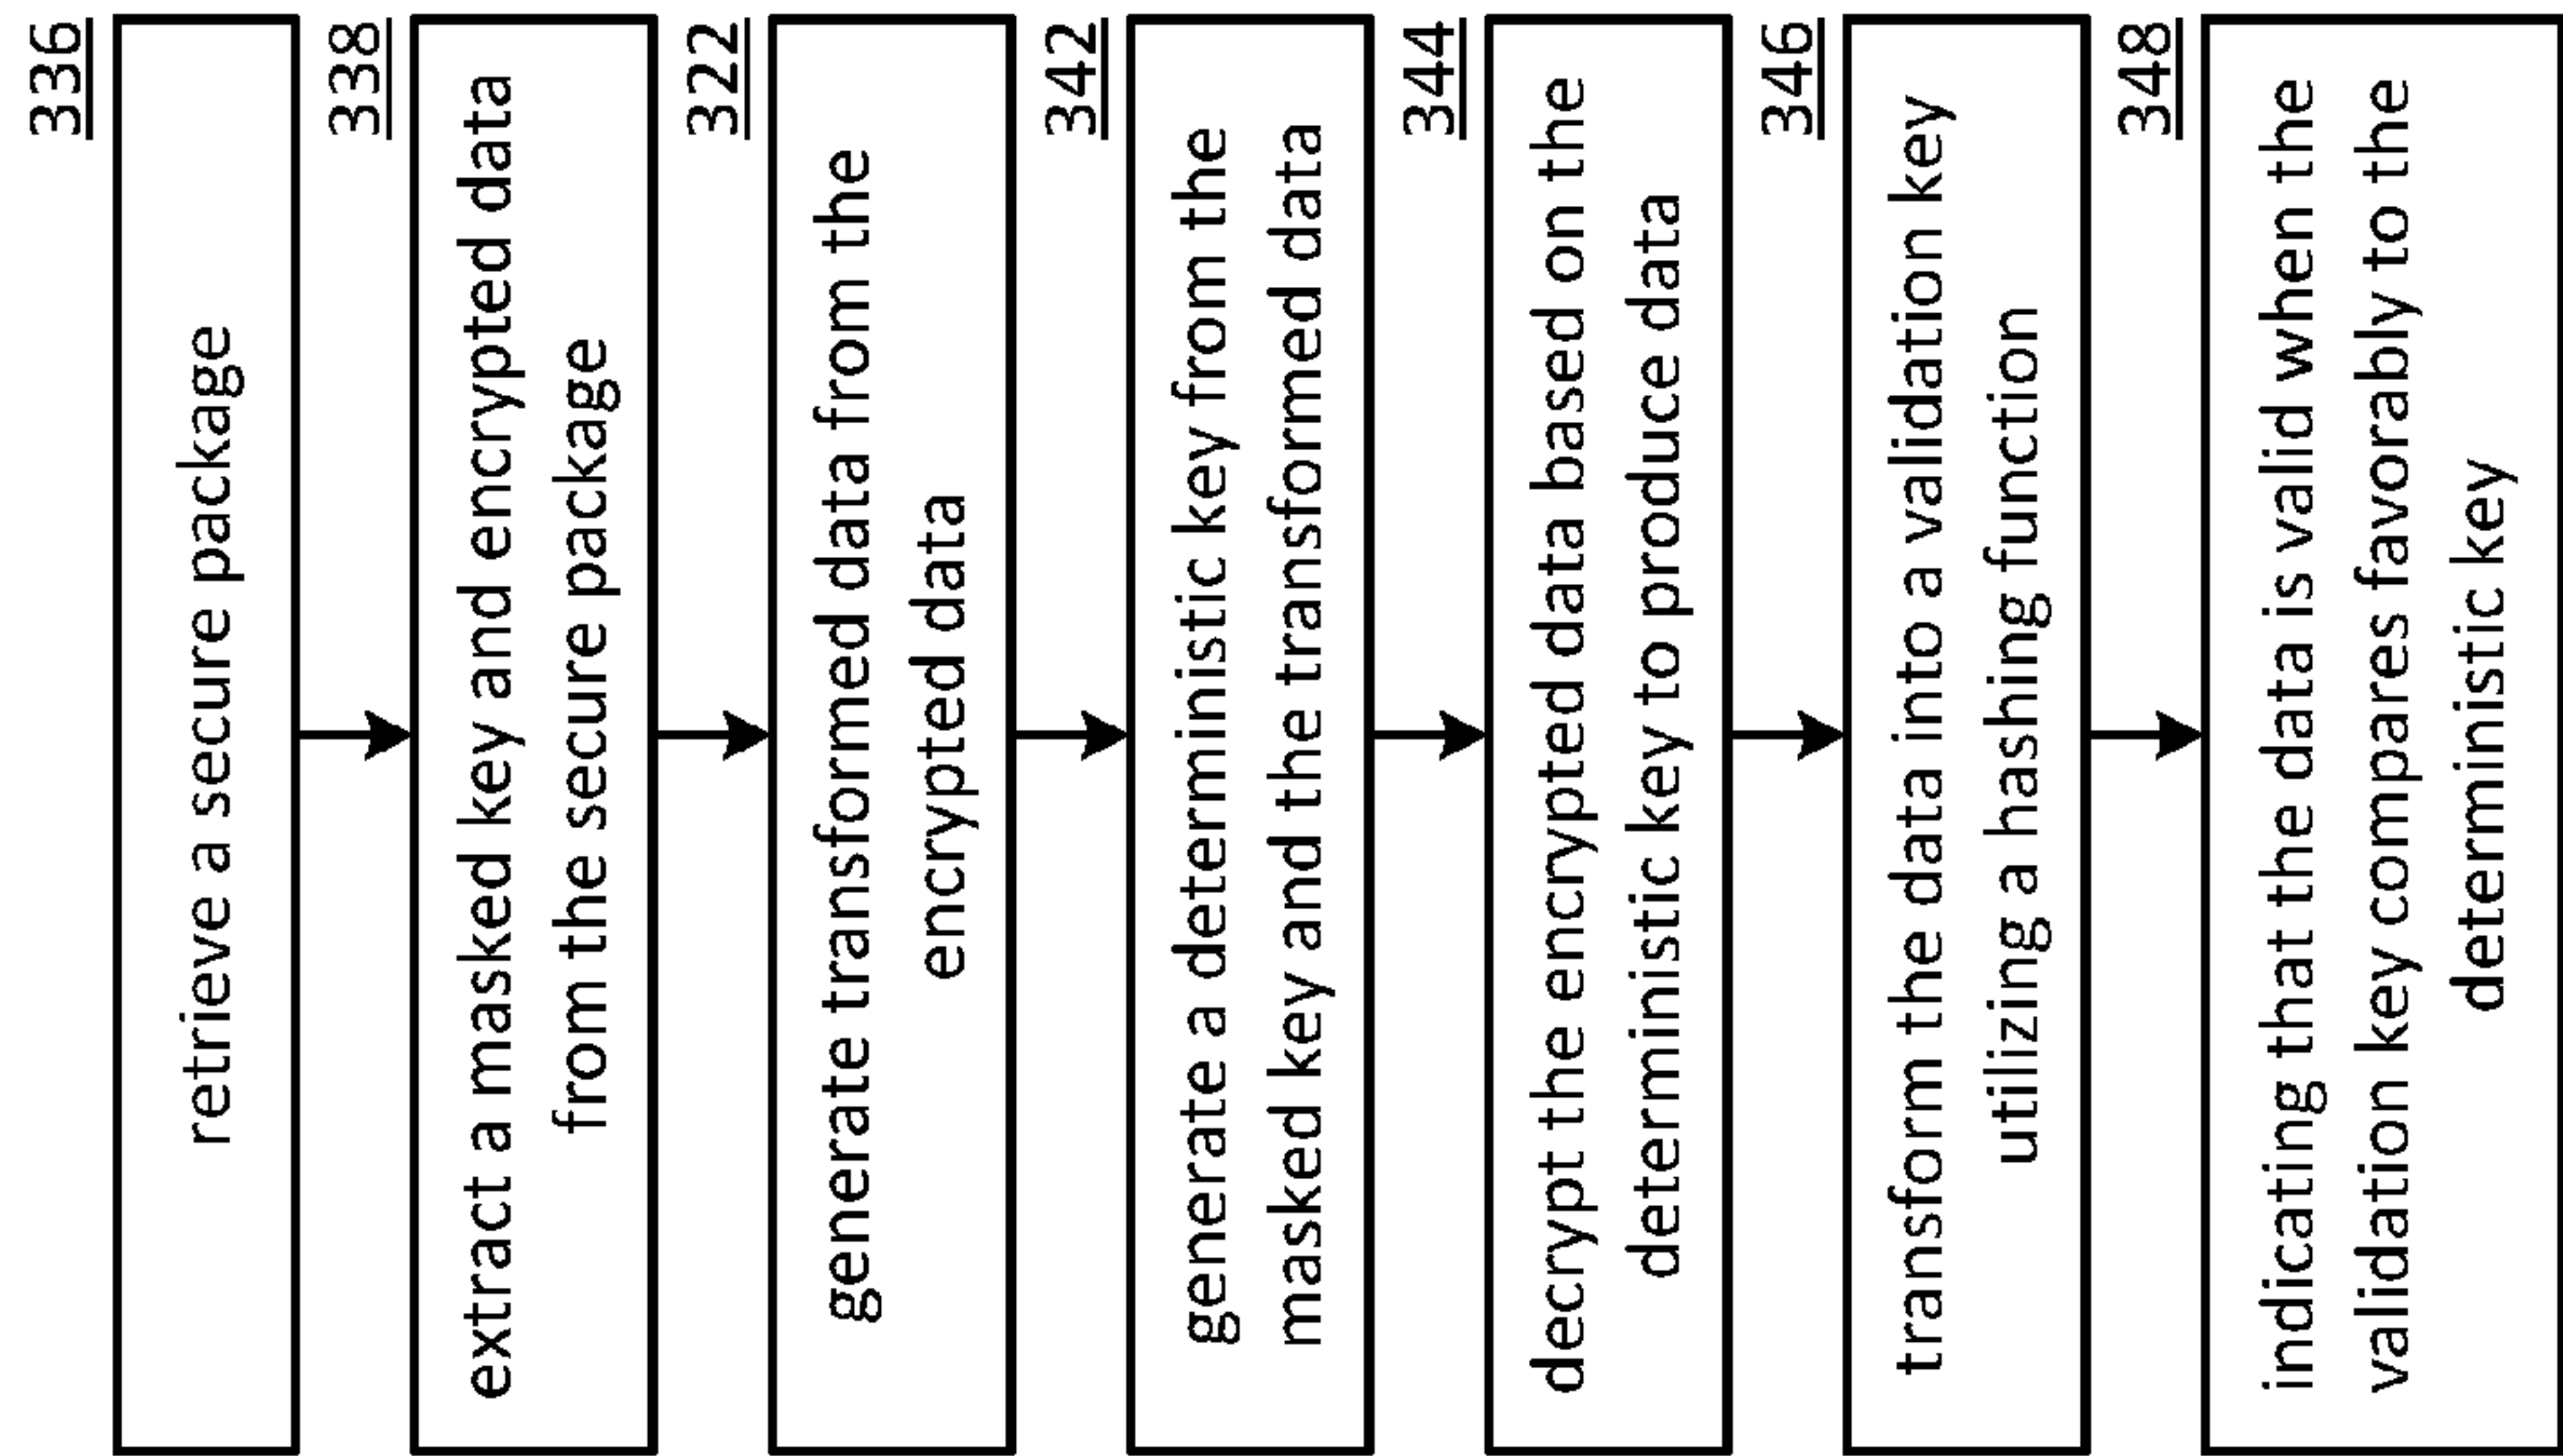 336
retrieve a secure package
338
extract a masked key and encrypted data
from the secure package
322
generate transformed data from the
encrypted data
342
generate a deterministic key from the
masked key and the transformed data
344
decrypt the encrypted data based on the
deterministic key to produce data
346
transform the data into a validation key
utilizing a hashing function
348
indicating that the data is valid when the
validation key compares favorably to the
deterministic key